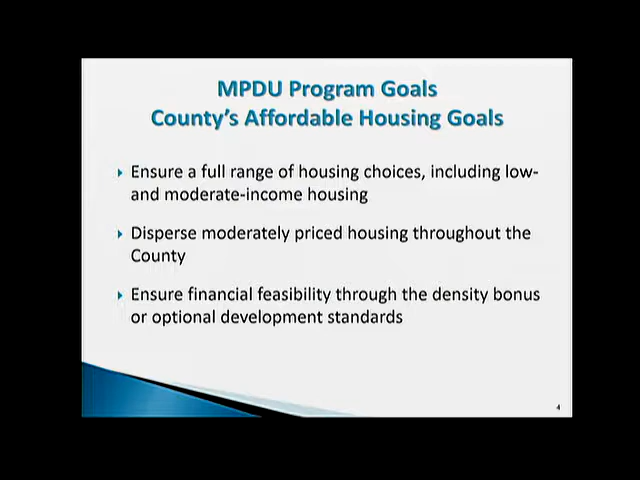 MPDU Program Goals
County's Affordable Housing Goals
Ensure a full range of housing choices, including low-
and moderate-income housing
Disperse moderately priced housing throughout the
County
Ensure financial feasibility through the density bonus
or optional development standards
4